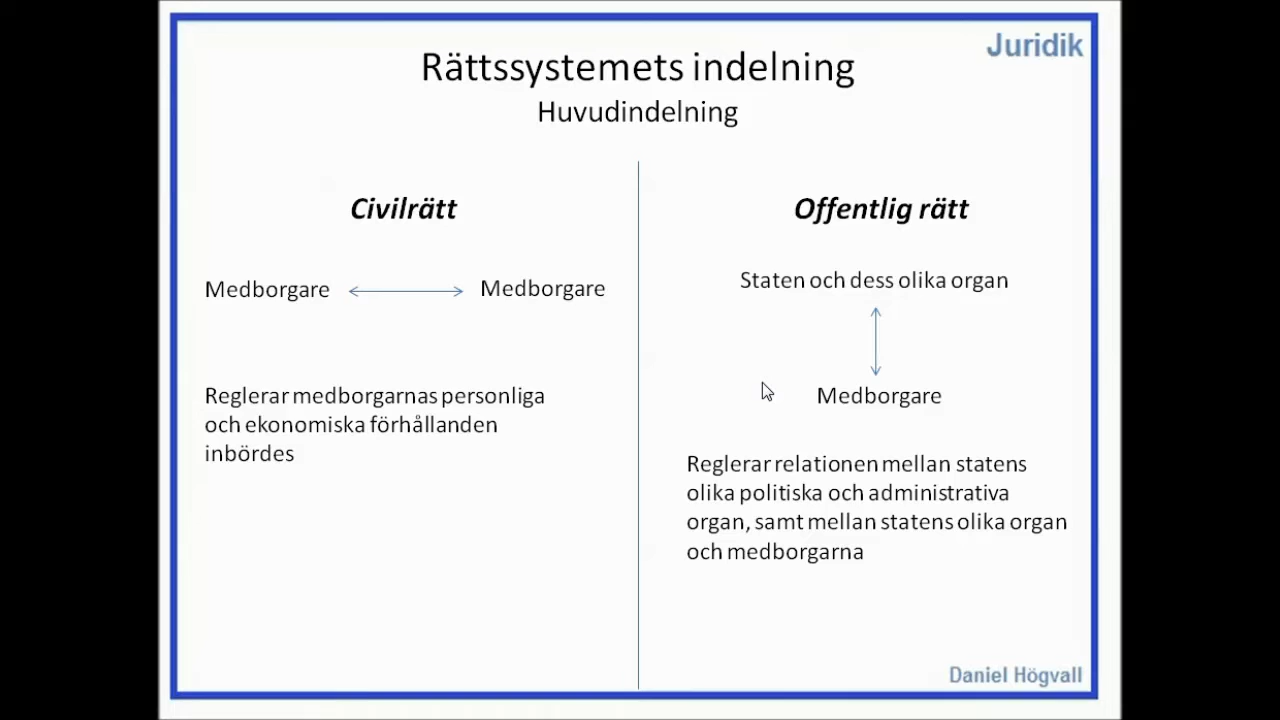 Juridik
Rättssystemets indelning
Huvudindelning
Civilrätt
Medborgare
Medborgare
Reglerar medborgarnas personliga
och ekonomiska förhållanden
inbördes
Offentlig rätt
Staten och dess olika organ
Medborgare
Reglerar relationen mellan statens
olika politiska och administrativa
organ, samt mellan statens olika organ
och medborgarna
Daniel Högvall